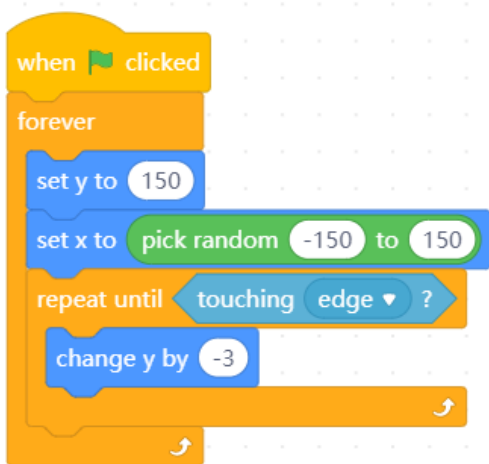 when clicked
forever
set y to 150
set x to pick random -150 to 150
repeat until touching edge ?
change y by -3